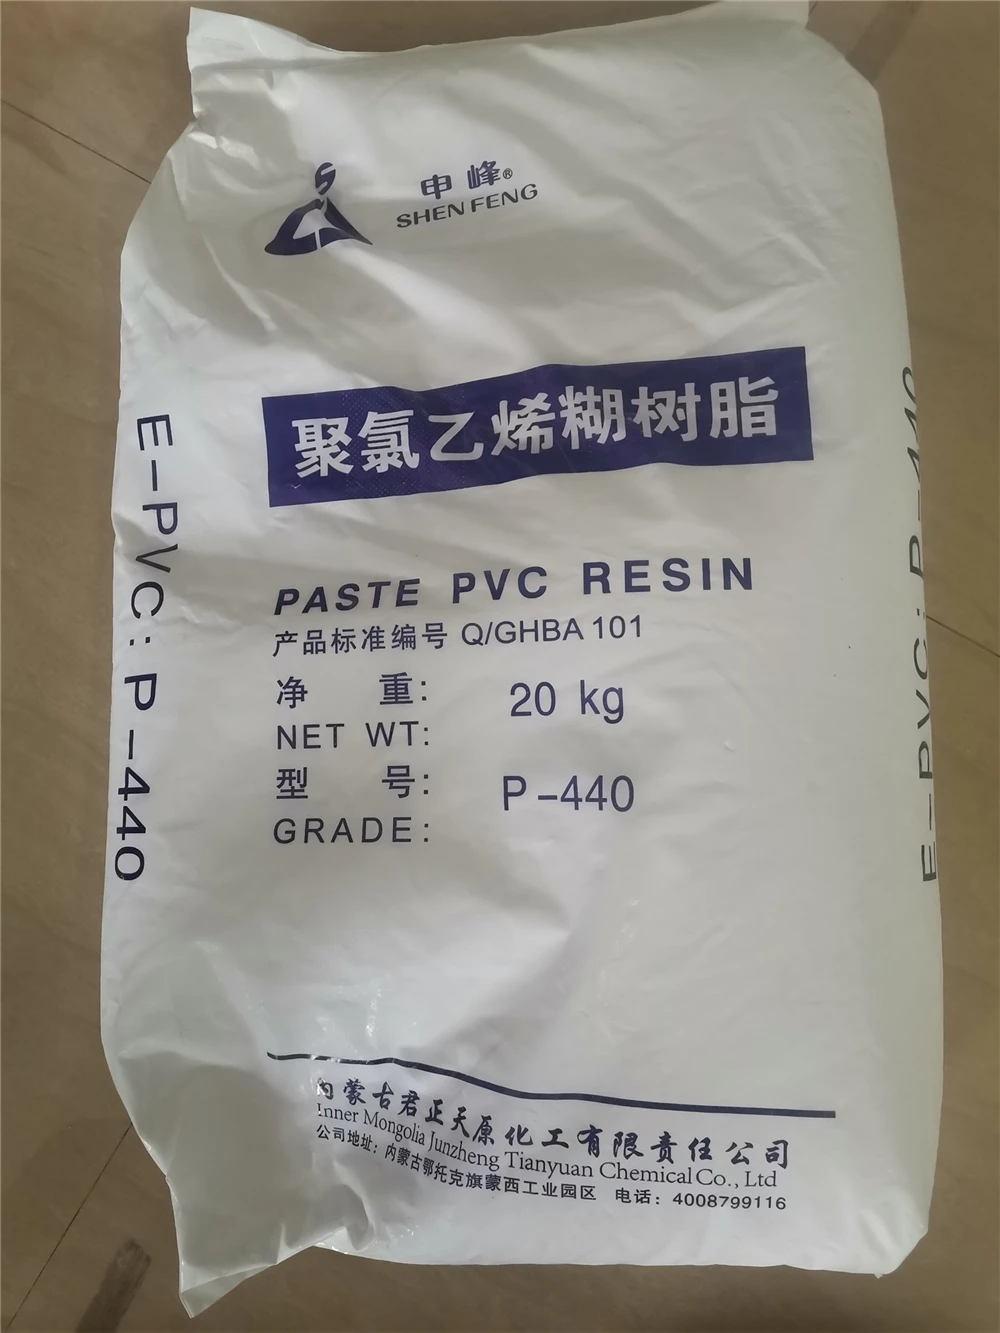 申峰®
SHEN FENG
聚氯乙烯糊树脂
PASTE PVC RESIN
产品标准编号 Q/GHBA 101
净 重: 20 kg
NET WT:
型 号: P-440
GRADE:
E-PVC: P-440
E-PVC: P-440
内蒙古君正天原化工有限责任公司
Inner Mongolia Junzheng Tianyuan Chemical Co., Ltd
公司地址: 内蒙古鄂托克旗蒙西工业园区 电话: 4008799116